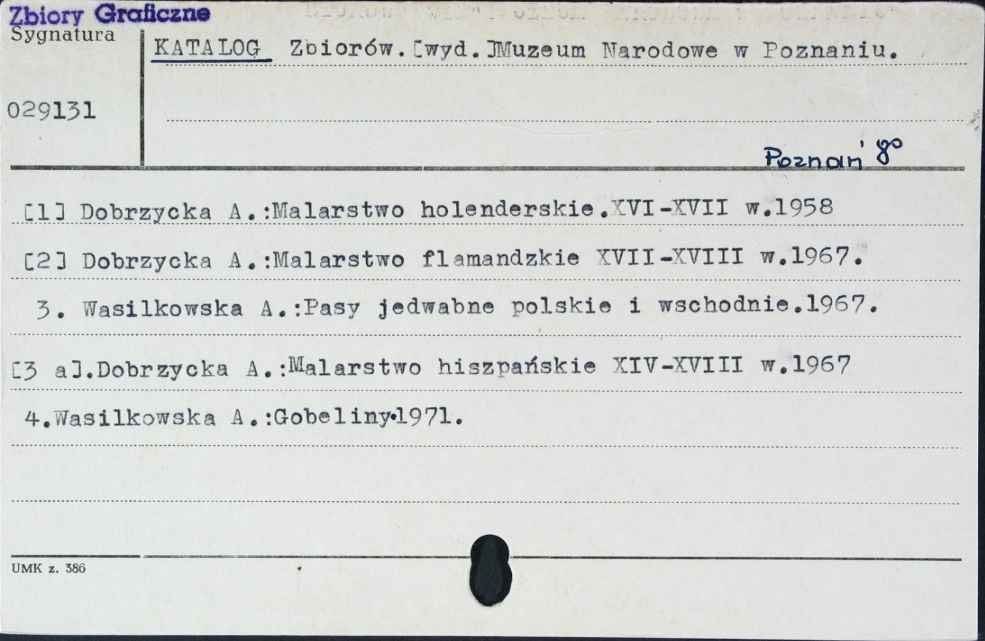 Zbiory Graficzne
Sygnatura
KATALOG Zbiorów.[wyd.]Muzeum Narodowe w Poznaniu.
029131
Poznań 8°
[1] Dobrzycka A.:Malarstwo holenderskie.XVI-XVII w.1958
[2] Dobrzycka A.:Malarstwo flamandzkie XVII-XVIII w.1967.
3. Wasilkowska A.:Pasy jedwabne polskie i wschodnie.1967.
[3 a].Dobrzycka A.:Malarstwo hiszpańskie XIV-XVIII w.1967
4.Wasilkowska A.:Gobeliny.1971.
UMK z. 386